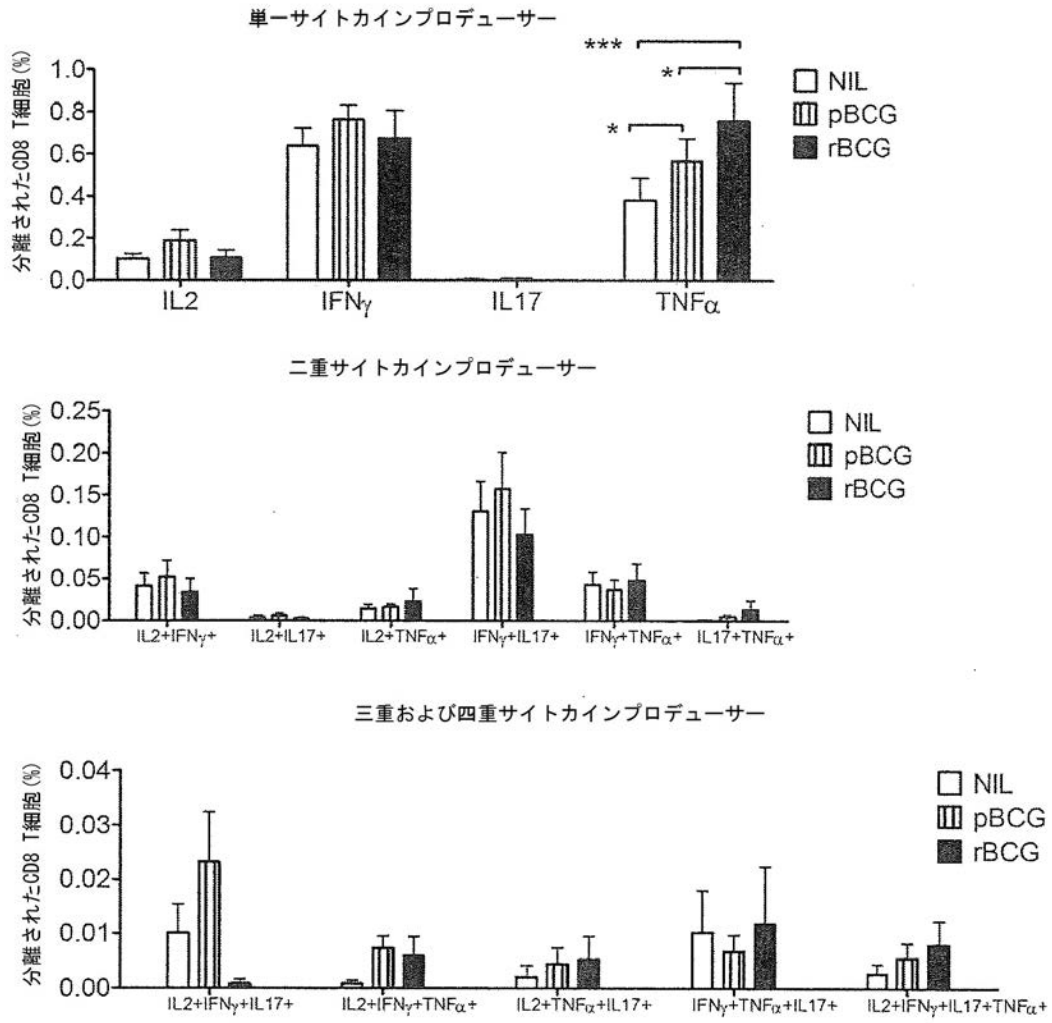 単一サイトカインプロデューサー
***
*
*
分離されたCD8 T細胞(%)
1.0
0.8
0.6
0.4
0.2
0.0
IL2
IFNγ
IL17
TNFα
NIL
pBCG
rBCG
二重サイトカインプロデューサー
分離されたCD8 T細胞(%)
0.25
0.20
0.15
0.10
0.05
0.00
IL2+IFNγ+
IL2+IL17+
IL2+TNFα+
IFNγ+IL17+
IFNγ+TNFα+
IL17+TNFα+
NIL
pBCG
rBCG
三重および四重サイトカインプロデューサー
分離されたCD8 T細胞(%)
0.04
0.03
0.02
0.01
0.00
IL2+IFNγ+IL17+
IL2+IFNγ+TNFα+
IL2+TNFα+IL17+
IFNγ+TNFα+IL17+
IL2+IFNγ+IL17+TNFα+
NIL
pBCG
rBCG